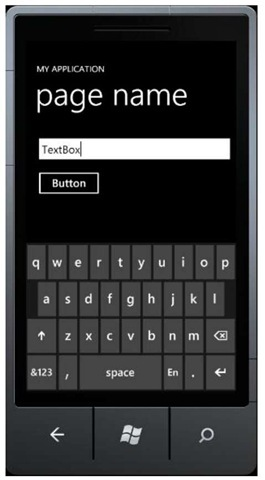 MY APPLICATION
page name
TextBox
Button
q w e r t y u i o p
a s d f g h j k l
z x c v b n m
&123 , space En .